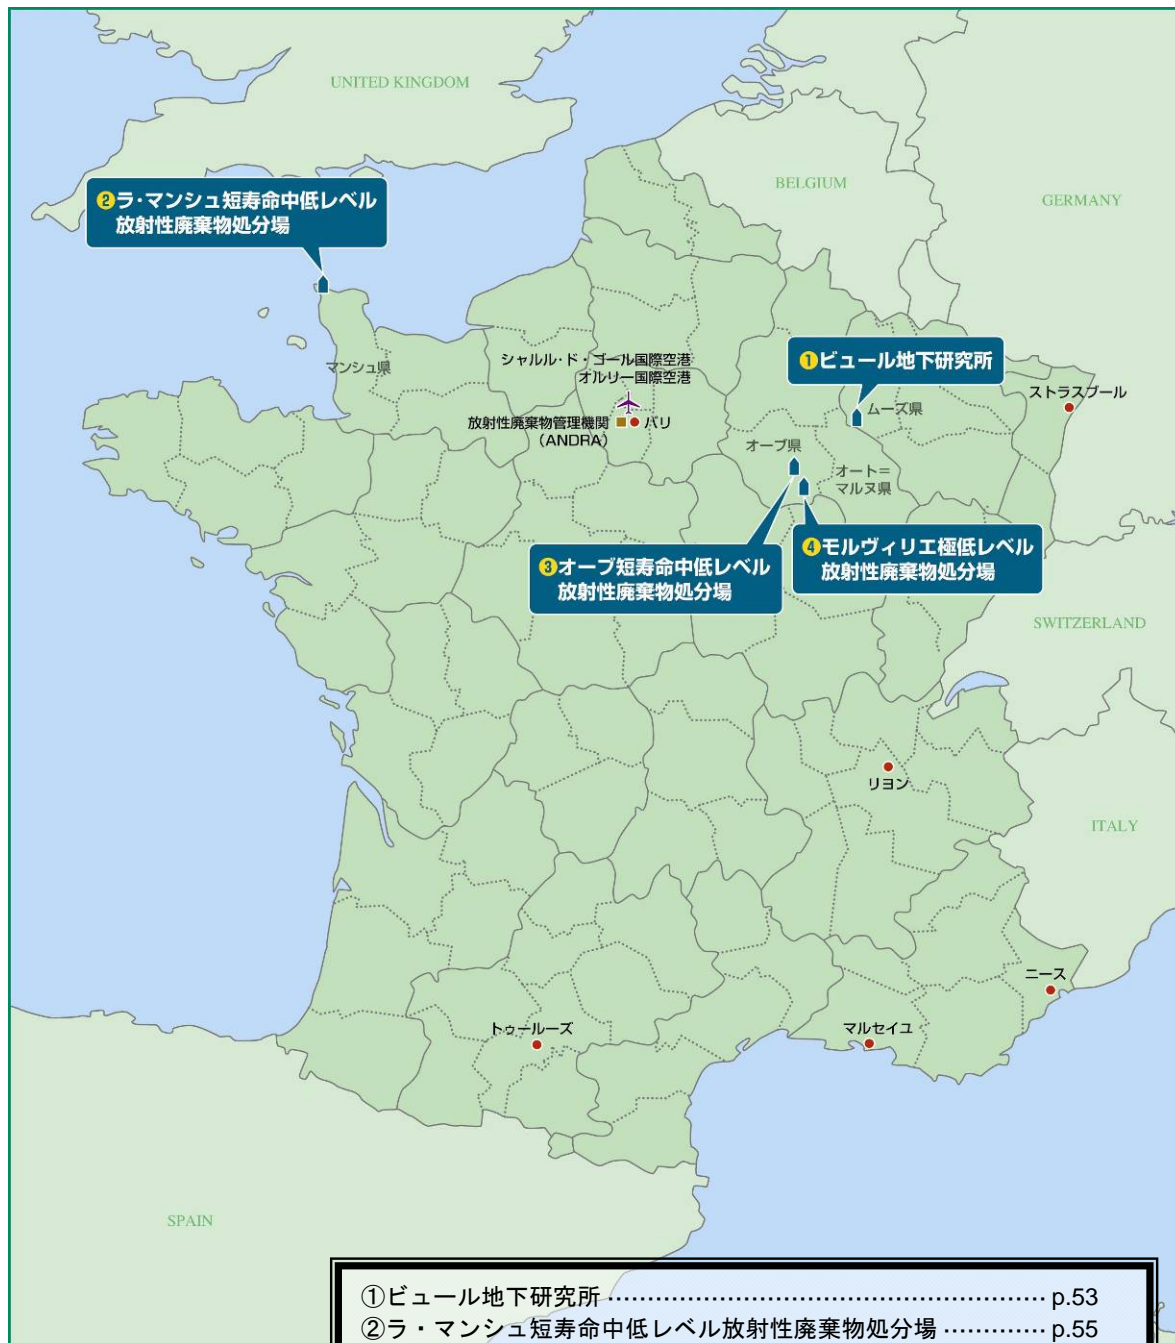 UNITED KINGDOM
BELGIUM
GERMANY
❷ラ・マンシュ短寿命中低レベル
放射性廃棄物処分場
マンシュ県
シャルル・ド・ゴール国際空港
オルリー国際空港
放射性廃棄物管理機関
(ANDRA)
パリ
❶ビュール地下研究所
ムーズ県
ストラスブール
オーブ県
オート=
マルヌ県
❸オーブ短寿命中低レベル
放射性廃棄物処分場
❹モルヴィリエ極低レベル
放射性廃棄物処分場
SWITZERLAND
リヨン
ITALY
ニース
トゥールーズ
マルセイユ
SPAIN
①ビュール地下研究所 ………………………………………… p.53
②ラ・マンシュ短寿命中低レベル放射性廃棄物処分場 ………… p.55